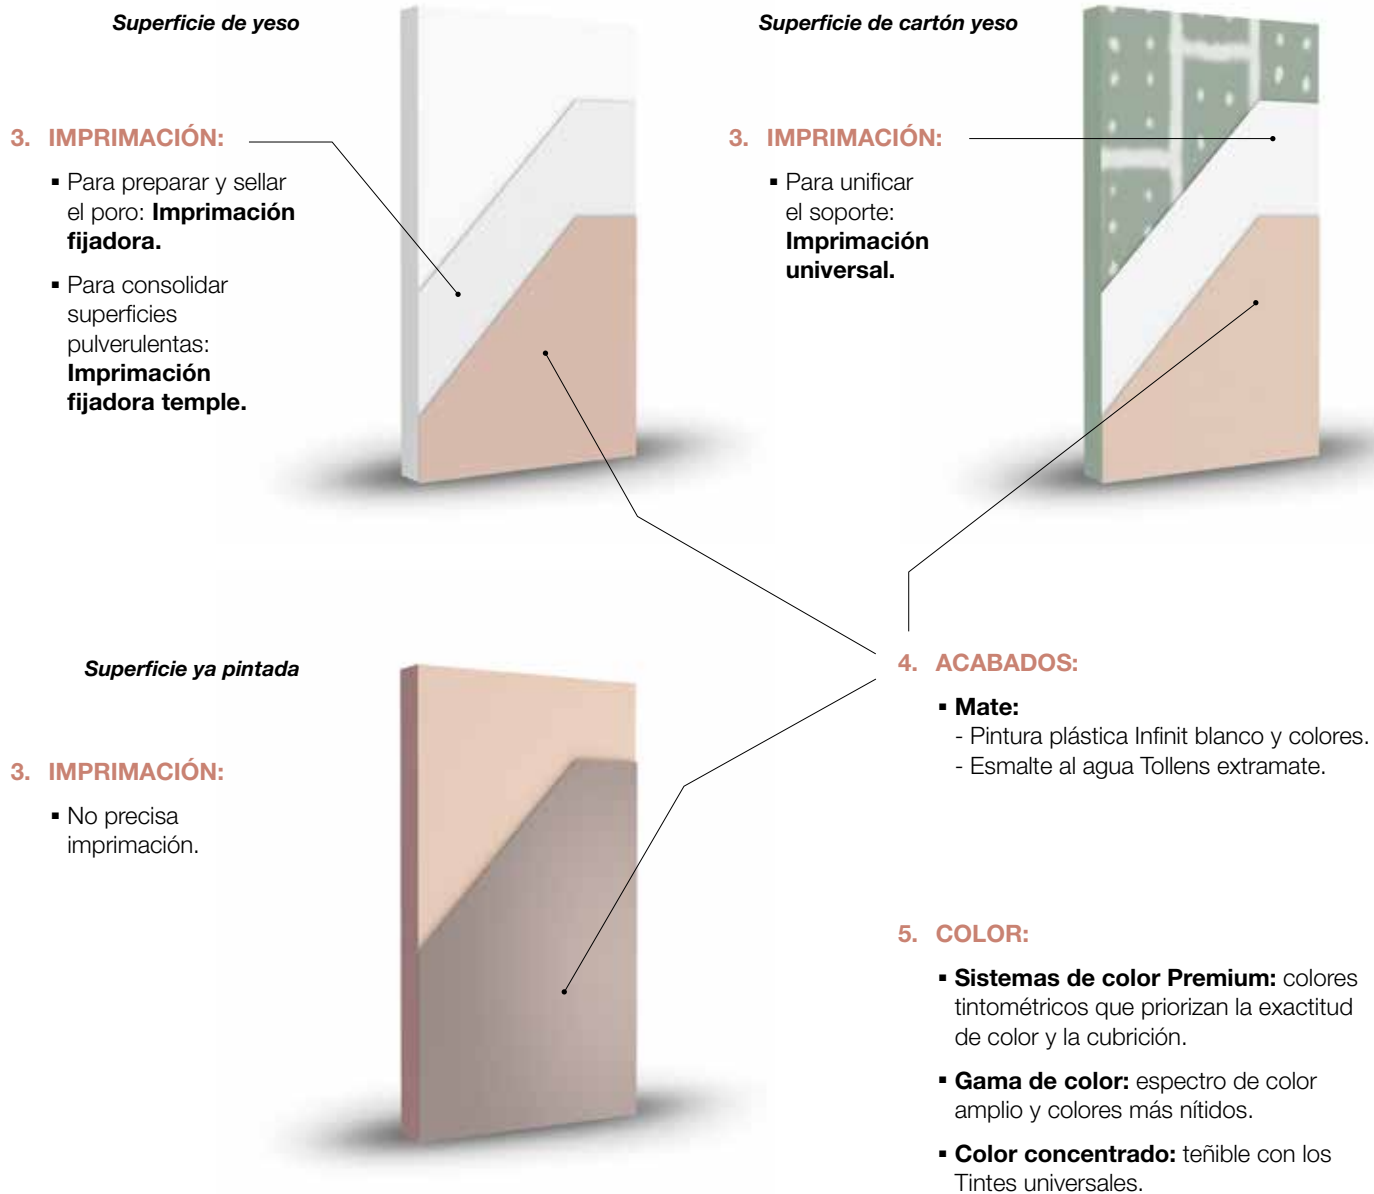 Superficie de yeso
3. IMPRIMACIÓN:
▪ Para preparar y sellar
el poro: Imprimación
fijadora.
▪ Para consolidar
superficies
pulverulentas:
Imprimación
fijadora temple.
Superficie de cartón yeso
3. IMPRIMACIÓN:
▪ Para unificar
el soporte:
Imprimación
universal.
Superficie ya pintada
3. IMPRIMACIÓN:
▪ No precisa
imprimación.
4. ACABADOS:
▪ Mate:
- Pintura plástica Infinit blanco y colores.
- Esmalte al agua Tollens extramate.
5. COLOR:
▪ Sistemas de color Premium: colores
tintométricos que priorizan la exactitud
de color y la cubrición.
▪ Gama de color: espectro de color
amplio y colores más nítidos.
▪ Color concentrado: teñible con los
Tintes universales.